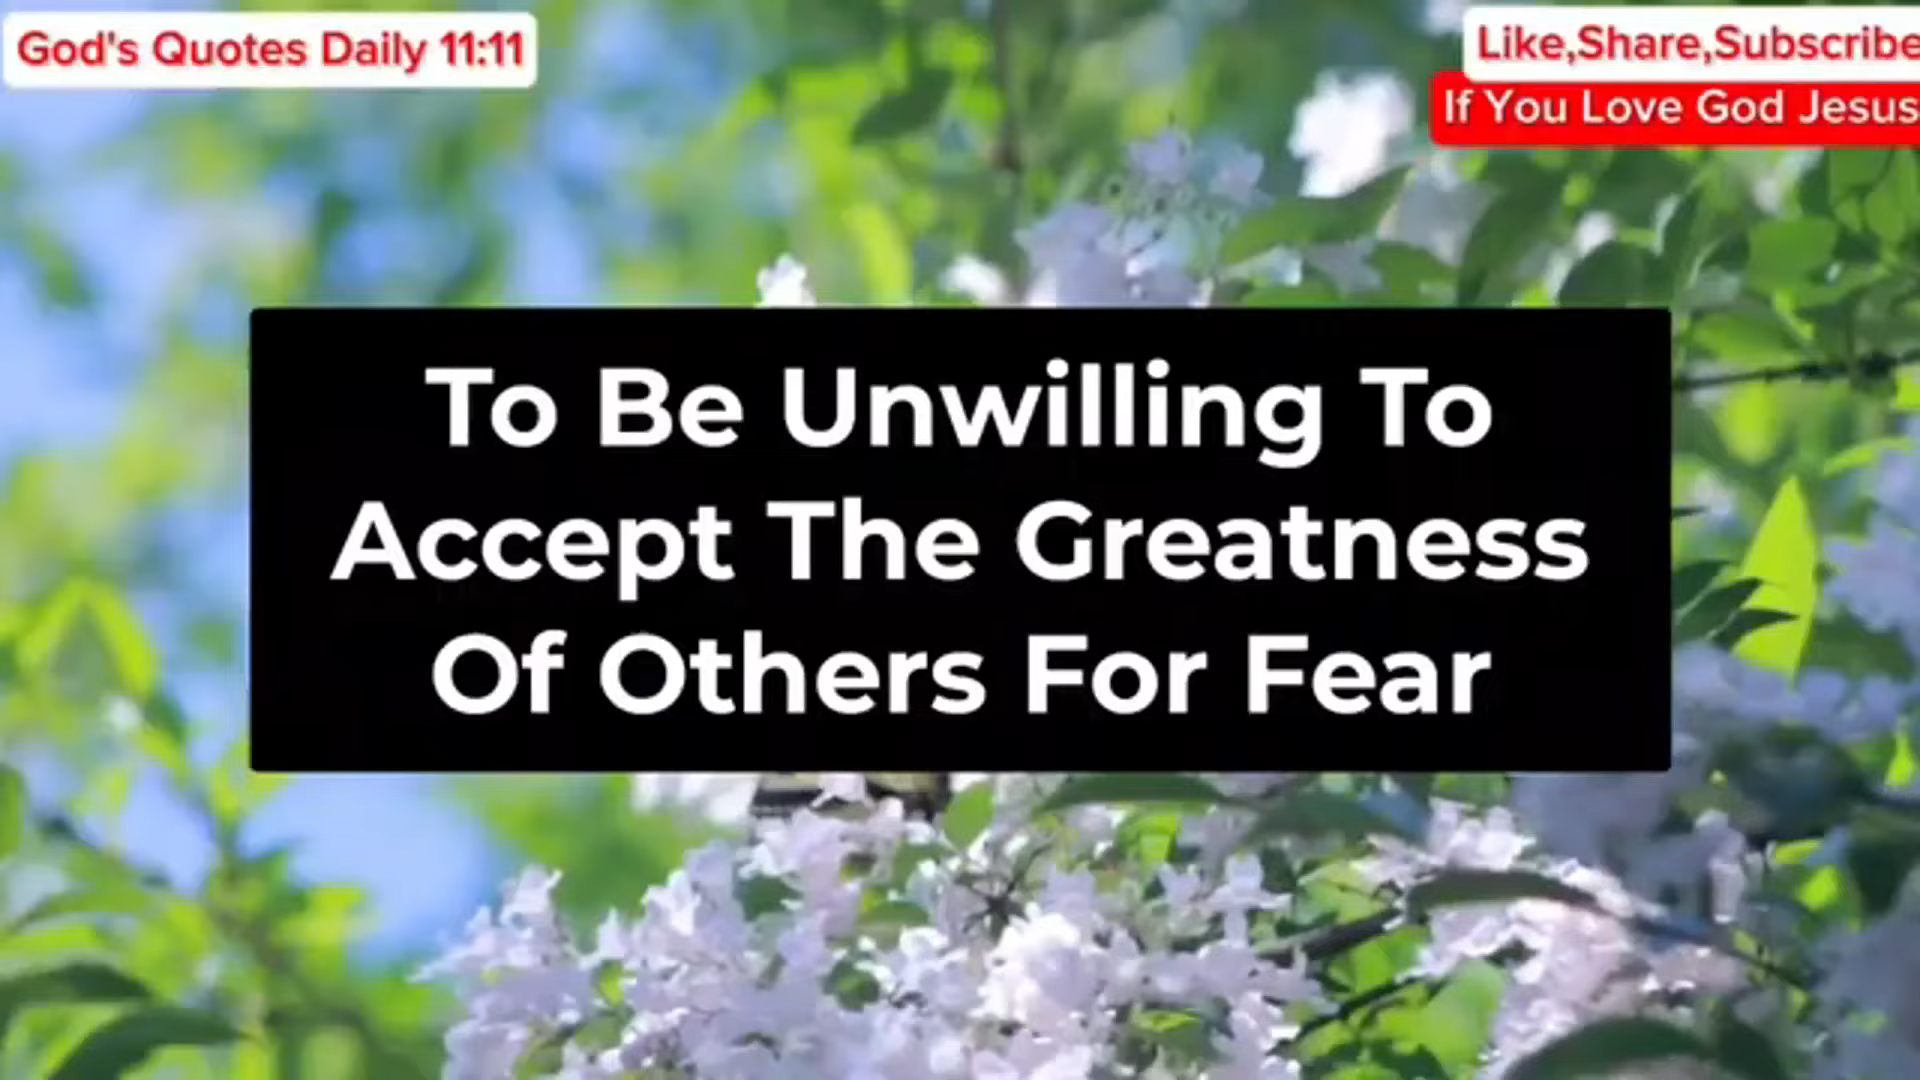 God's Quotes Daily 11:11
Like,Share,Subscribe
If You Love God Jesus
To Be Unwilling To
Accept The Greatness
Of Others For Fear